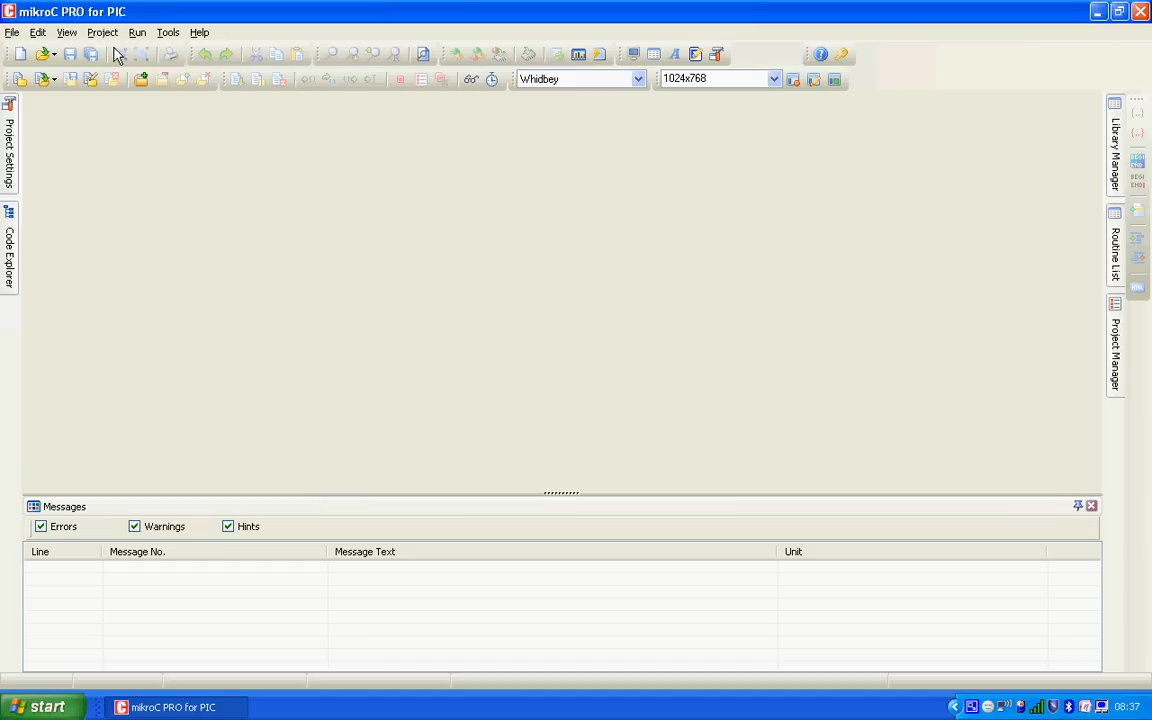 mikroC PRO for PIC
File Edit View Project Run Tools Help
Whidbey 1024x768
Project Settings
Code Explorer
Library Manager
Routine List
Project Manager
Messages
Errors Warnings Hints
Line Message No. Message Text Unit
start mikroC PRO for PIC 08:37